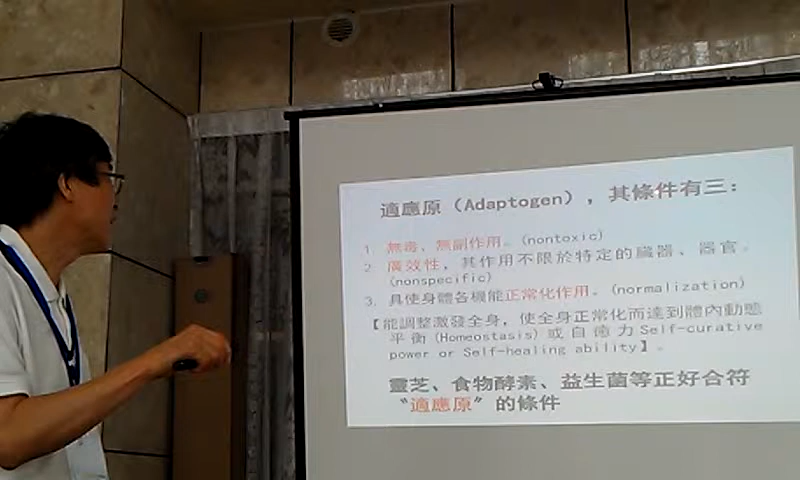 適應原（Adaptogen），其條件有三：
1. 無毒、無副作用。(nontoxic)
2. 廣效性，其作用不限於特定的臟器、器官。
(nonspecific)
3. 具使身體各機能正常化作用。(normalization)
【能調整激發全身，使全身正常化而達到體內動態
平衡(Homeostasis)或自癒力Self-curative
power or Self-healing ability】。
靈芝、食物酵素、益生菌等正好合符
“適應原”的條件